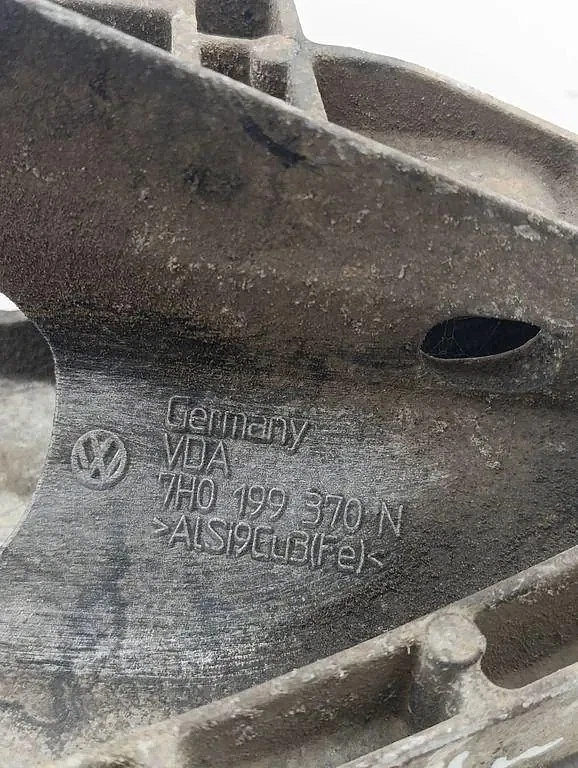 Germany
VDA
7H0 199 370 N
>AlSi9Cu3(Fe)<